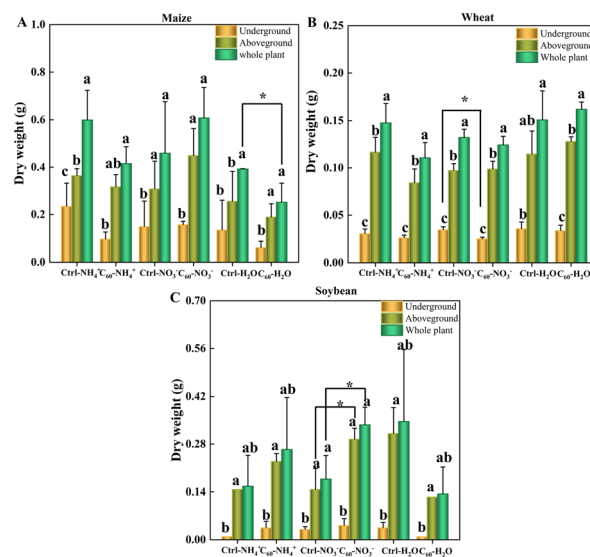 A
Maize
Dry weight (g)
1.0
0.8
0.6
0.4
0.2
0.0
Underground
Aboveground
whole plant
c b a
b ab a
b a a
b a a
b b a
a a a
*
Ctrl-NH₄⁺ C₆₀-NH₄⁺ Ctrl-NO₃⁻ C₆₀-NO₃⁻ Ctrl-H₂O C₆₀-H₂O
B
Wheat
Dry weight (g)
0.20
0.15
0.10
0.05
0.00
Underground
Aboveground
Whole plant
c b a
c b a
c b a
c b a
b ab a
c b a
*
Ctrl-NH₄⁺ C₆₀-NH₄⁺ Ctrl-NO₃⁻ C₆₀-NO₃⁻ Ctrl-H₂O C₆₀-H₂O
C
Soybean
Dry weight (g)
0.70
0.56
0.42
0.28
0.14
0.00
Underground
Aboveground
Whole plant
b a ab
b a ab
b a a
b a a
b a ab
b a ab
*
*
Ctrl-NH₄⁺ C₆₀-NH₄⁺ Ctrl-NO₃⁻ C₆₀-NO₃⁻ Ctrl-H₂O C₆₀-H₂O